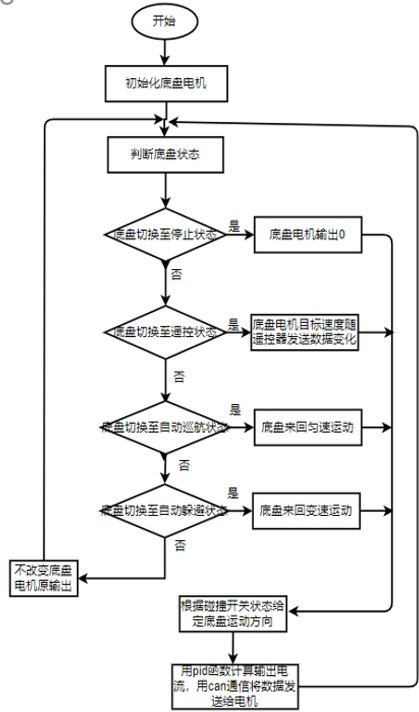 开始
初始化底盘电机
判断底盘状态
底盘切换至停止状态
是
底盘电机输出0
否
底盘切换至遥控状态
是
底盘电机目标速度随
遥控器发送数据变化
否
底盘切换至自动巡航状态
是
底盘来回匀速运动
否
底盘切换至自动躲避状态
是
底盘来回变速运动
否
不改变底盘
电机原输出
根据碰撞开关状态给
定底盘运动方向
用pid函数计算输出电
流，用can通信将数据发
送给电机